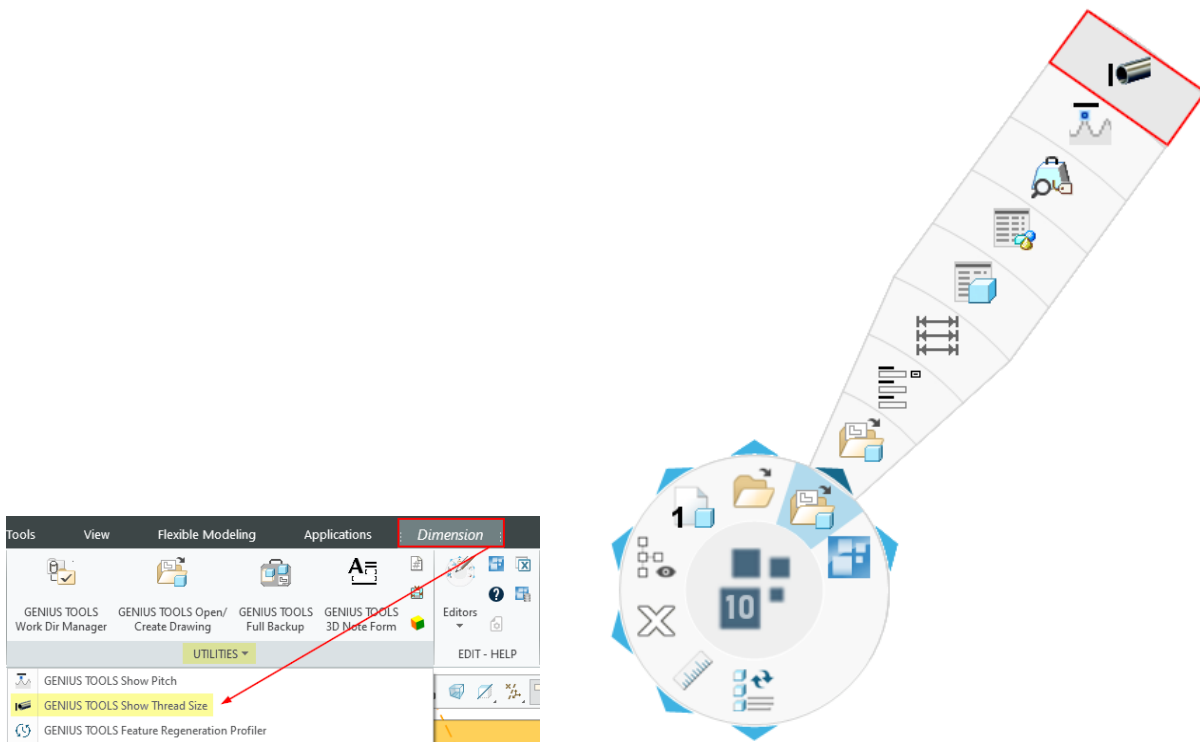 Tools View Flexible Modeling Applications Dimension
GENIUS TOOLS
Work Dir Manager
GENIUS TOOLS Open/
Create Drawing
GENIUS TOOLS
Full Backup
A
GENIUS TOOLS
3D Note Form
#
X
?
Editors
UTILITIES
EDIT - HELP
GENIUS TOOLS Show Pitch
GENIUS TOOLS Show Thread Size
GENIUS TOOLS Feature Regeneration Profiler
1
10